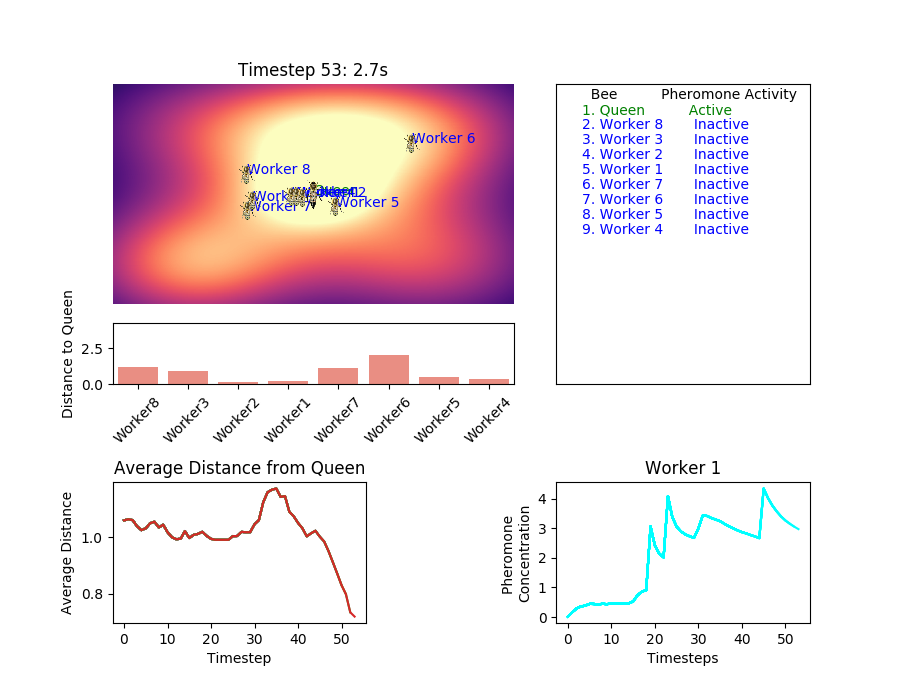 Timestep 53: 2.7s
Worker 6
Worker 8
Worker 7
Worker 5
Bee Pheromone Activity
1. Queen Active
2. Worker 8 Inactive
3. Worker 3 Inactive
4. Worker 2 Inactive
5. Worker 1 Inactive
6. Worker 7 Inactive
7. Worker 6 Inactive
8. Worker 5 Inactive
9. Worker 4 Inactive
Distance to Queen
2.5
0.0
Worker8
Worker3
Worker2
Worker1
Worker7
Worker6
Worker5
Worker4
Average Distance from Queen
Average Distance
1.0
0.8
0 10 20 30 40 50
Timestep
Worker 1
Pheromone
Concentration
4
3
2
1
0
0 10 20 30 40 50
Timesteps